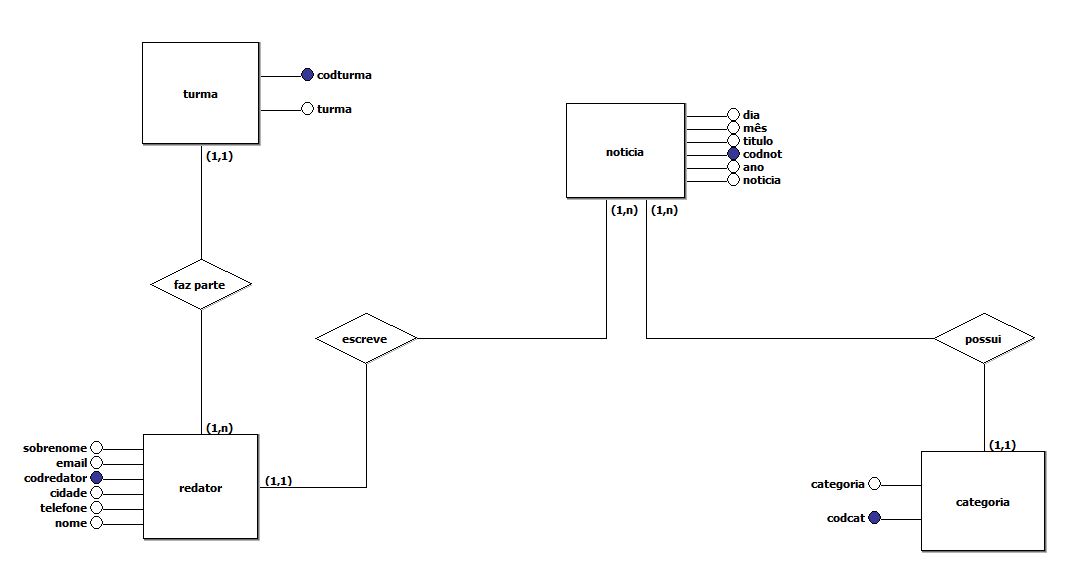 turma
codturma
turma
(1,1)
noticia
dia
mês
titulo
codnot
ano
noticia
(1,n)
(1,n)
faz parte
escreve
possui
(1,n)
sobrenome
email
codredator
cidade
telefone
nome
redator
(1,1)
(1,1)
categoria
codcat
categoria